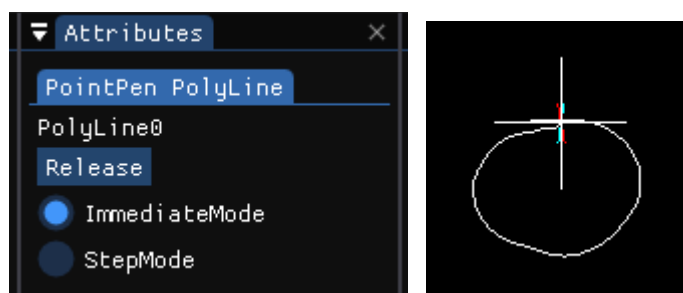 Attributes
PointPen PolyLine
PolyLine0
Release
ImmediateMode
StepMode